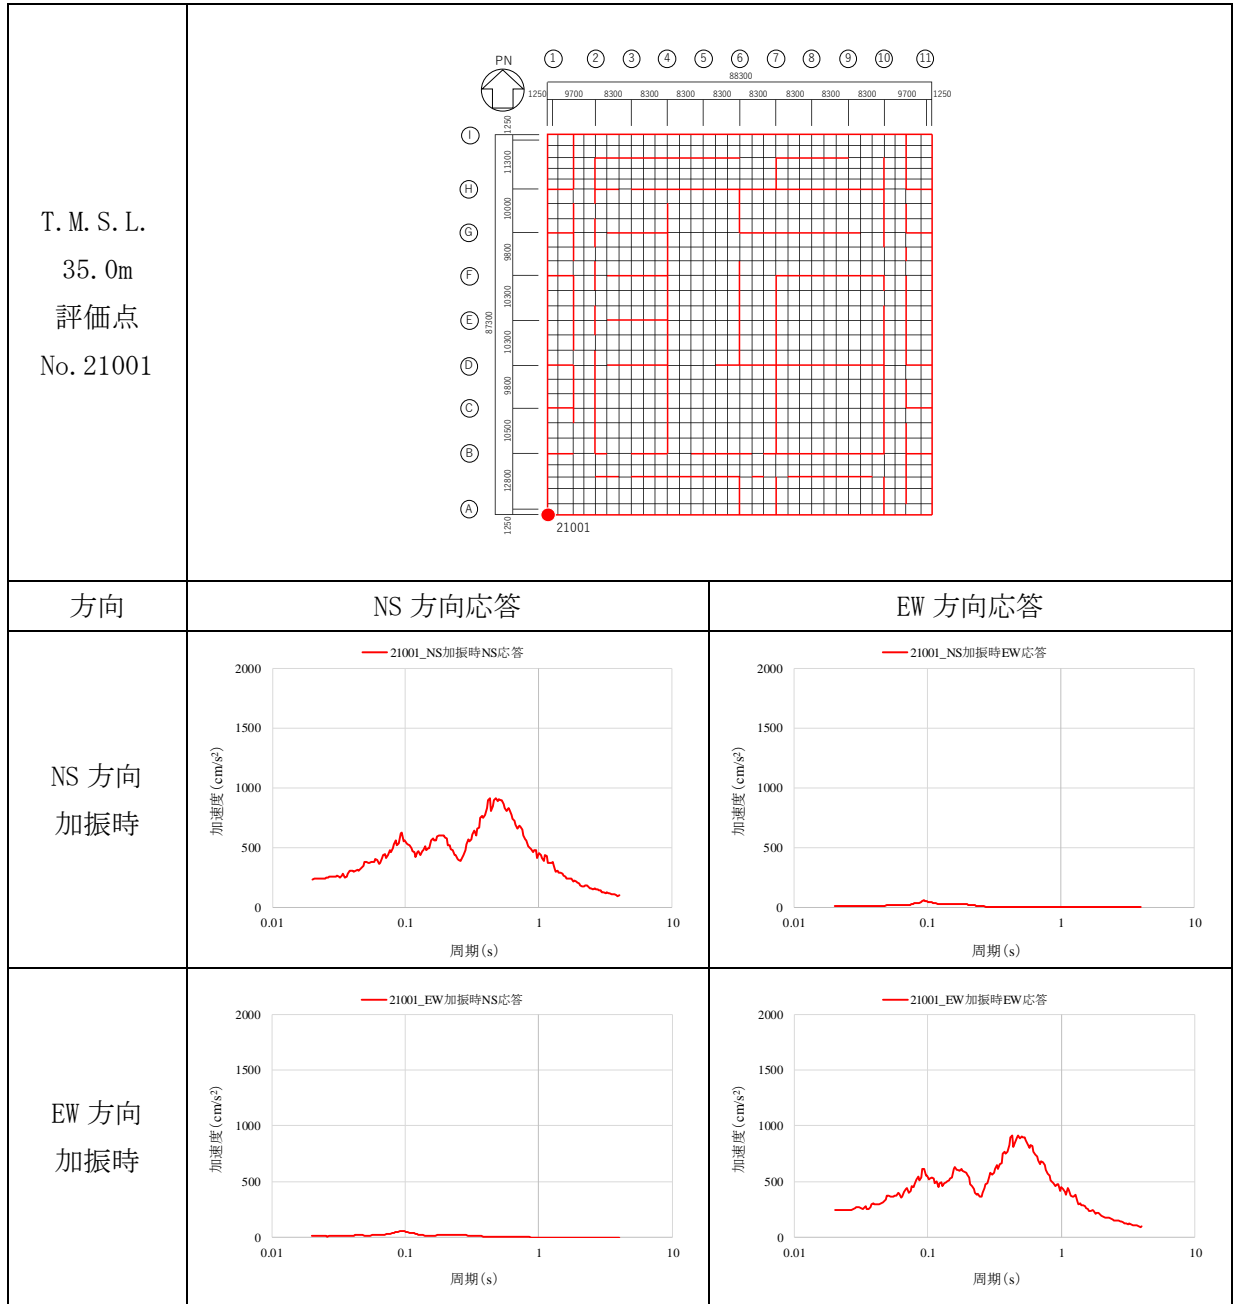 T.M.S.L.
35.0m
評価点
No.21001
PN
1 2 3 4 5 6 7 8 9 10 11
88300
1250 9700 8300 8300 8300 8300 8300 8300 8300 8300 9700 1250
I
H
G
F
E
D
C
B
A
1250
11300
10000
9800
10300
10300
9800
10500
12800
1250
87300
21001
方向
NS 方向応答
EW 方向応答
NS 方向
加振時
21001_NS加振時NS応答
2000
1500
1000
500
0
0.01 0.1 1 10
加速度(cm/s²)
周期(s)
21001_NS加振時EW応答
2000
1500
1000
500
0
0.01 0.1 1 10
加速度(cm/s²)
周期(s)
EW 方向
加振時
21001_EW加振時NS応答
2000
1500
1000
500
0
0.01 0.1 1 10
加速度(cm/s²)
周期(s)
21001_EW加振時EW応答
2000
1500
1000
500
0
0.01 0.1 1 10
加速度(cm/s²)
周期(s)